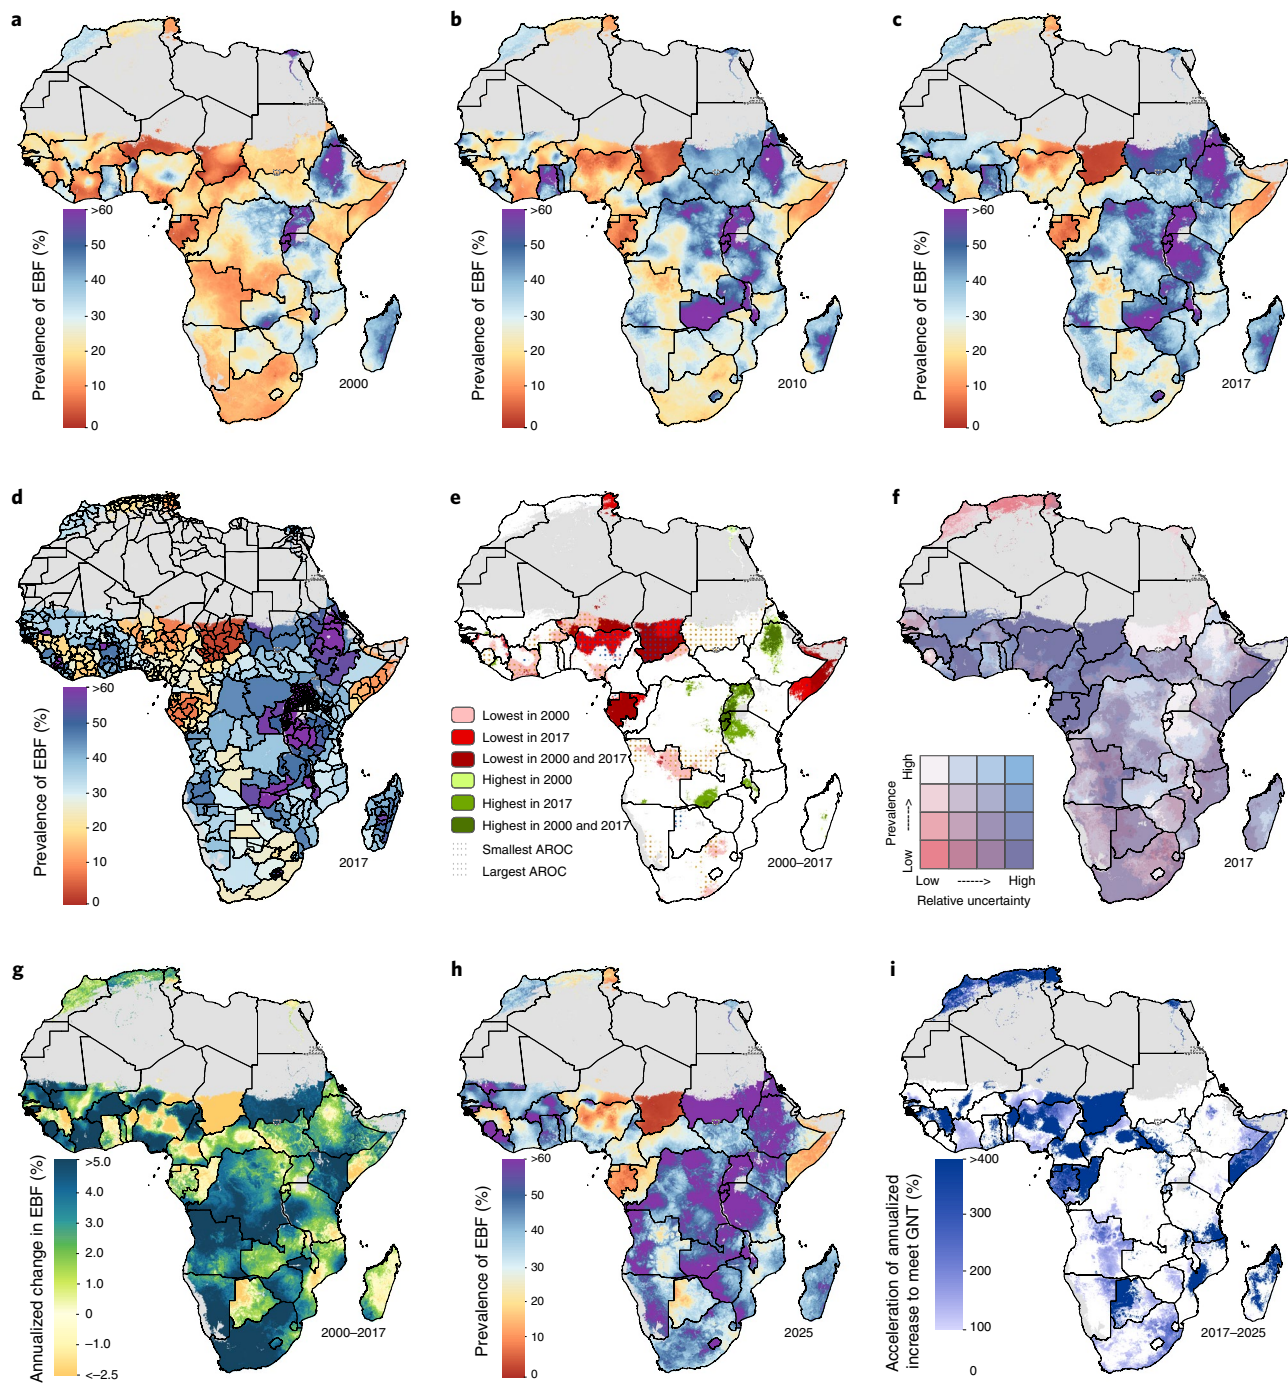 a
Prevalence of EBF (%)
>60
50
40
30
20
10
0
2000
b
Prevalence of EBF (%)
>60
50
40
30
20
10
0
2010
c
Prevalence of EBF (%)
>60
50
40
30
20
10
0
2017
d
Prevalence of EBF (%)
>60
50
40
30
20
10
0
2017
e
Lowest in 2000
Lowest in 2017
Lowest in 2000 and 2017
Highest in 2000
Highest in 2017
Highest in 2000 and 2017
Smallest AROC
Largest AROC
2000–2017
f
Prevalence
Low ------> High
Low ------> High
Relative uncertainty
2017
g
Annualized change in EBF (%)
>5.0
4.0
3.0
2.0
1.0
0
–1.0
<–2.5
2000–2017
h
Prevalence of EBF (%)
>60
50
40
30
20
10
0
2025
i
Acceleration of annualized
increase to meet GNT (%)
>400
300
200
100
0
2017–2025